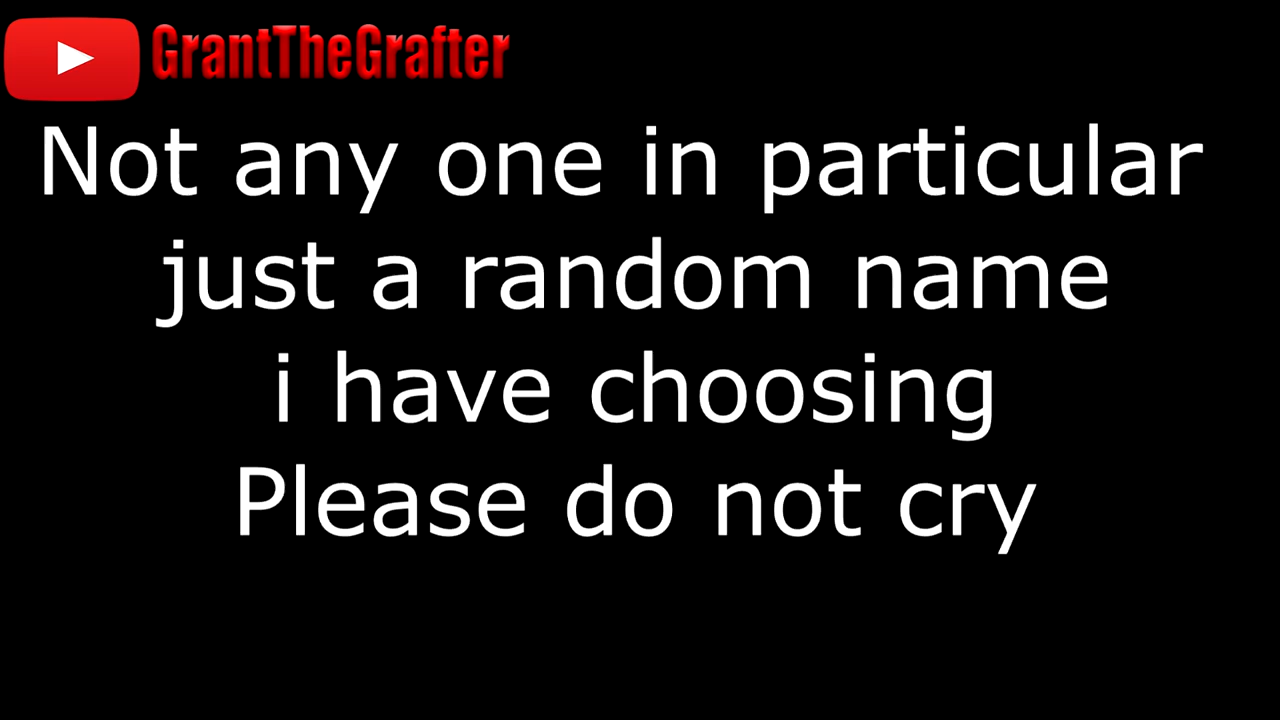 GrantTheGrafter
Not any one in particular
just a random name
i have choosing
Please do not cry